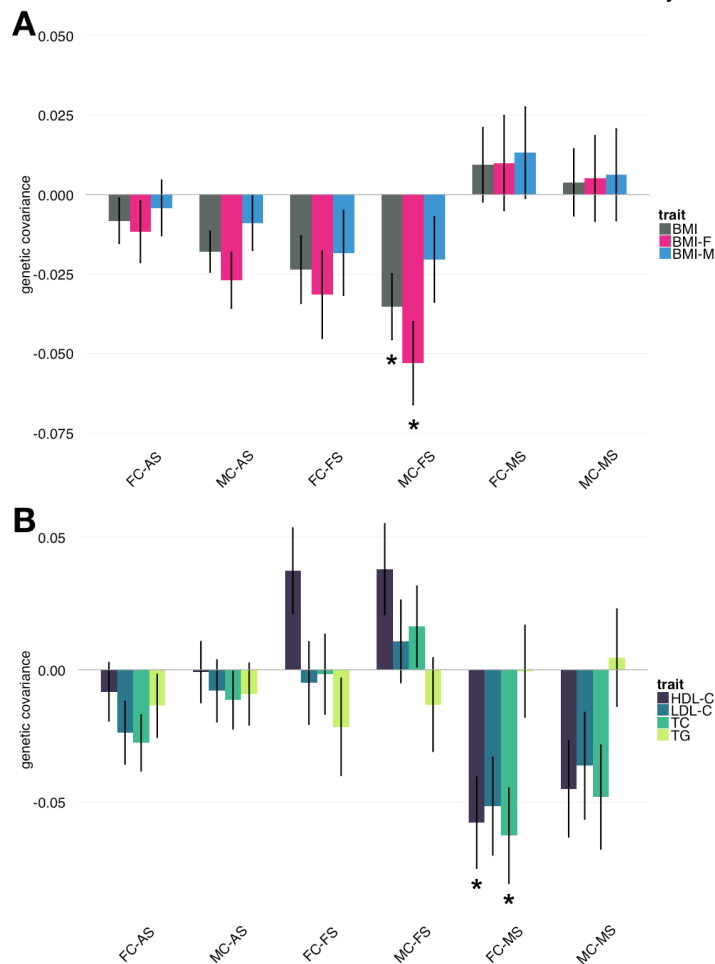 A
0.050
0.025
0.000
-0.025
-0.050
-0.075
genetic covariance
*
*
FC-AS
MC-AS
FC-FS
MC-FS
FC-MS
MC-MS
trait
BMI
BMI-F
BMI-M
B
0.05
0.00
-0.05
genetic covariance
*
*
FC-AS
MC-AS
FC-FS
MC-FS
FC-MS
MC-MS
trait
HDL-C
LDL-C
TC
TG